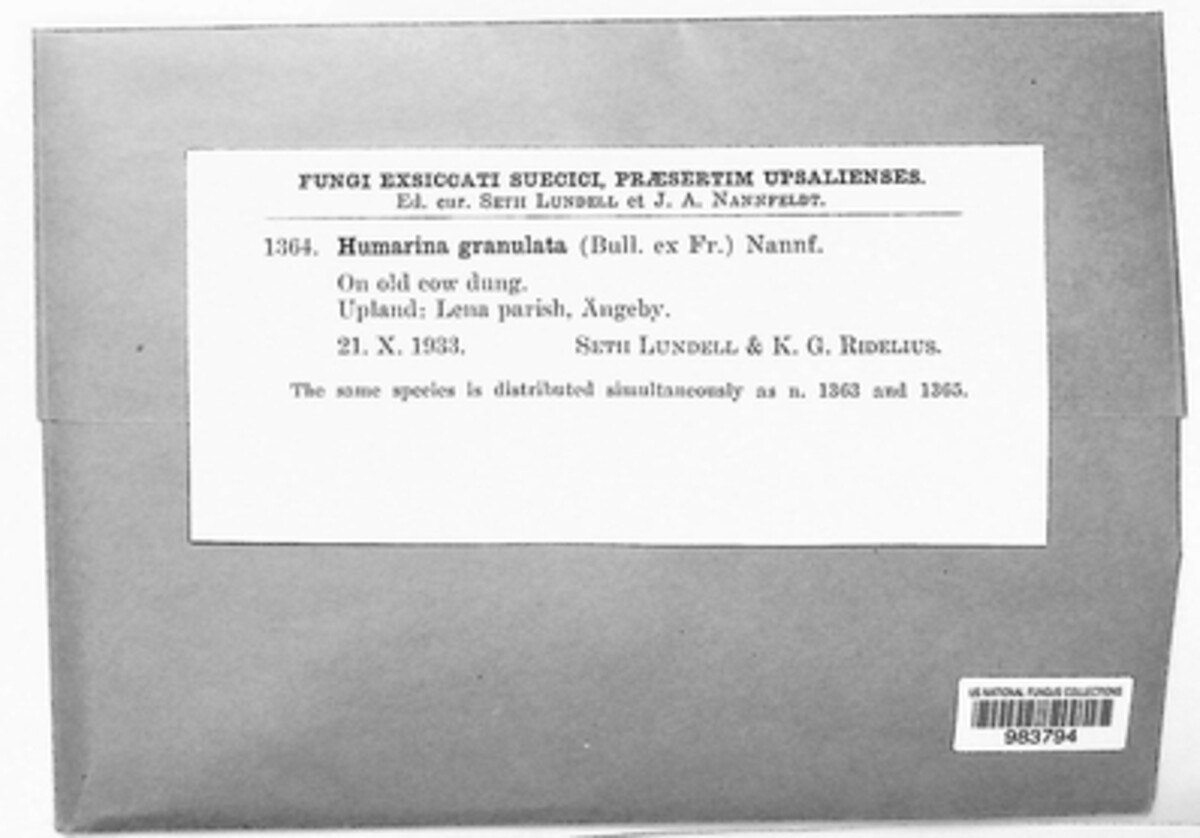 FUNGI EXSICCATI SUECICI, PRÆSERTIM UPSALIENSES.
Ed. cur. SETH LUNDELL et J. A. NANNFELDT.
1364. Humarina granulata (Bull. ex Fr.) Nannf.
On old cow dung.
Upland: Lena parish, Ängeby.
21. X. 1933. SETH LUNDELL & K. G. RIDELIUS.
The same species is distributed simultaneously as n. 1363 and 1365.
US NATIONAL FUNGUS COLLECTIONS
983794